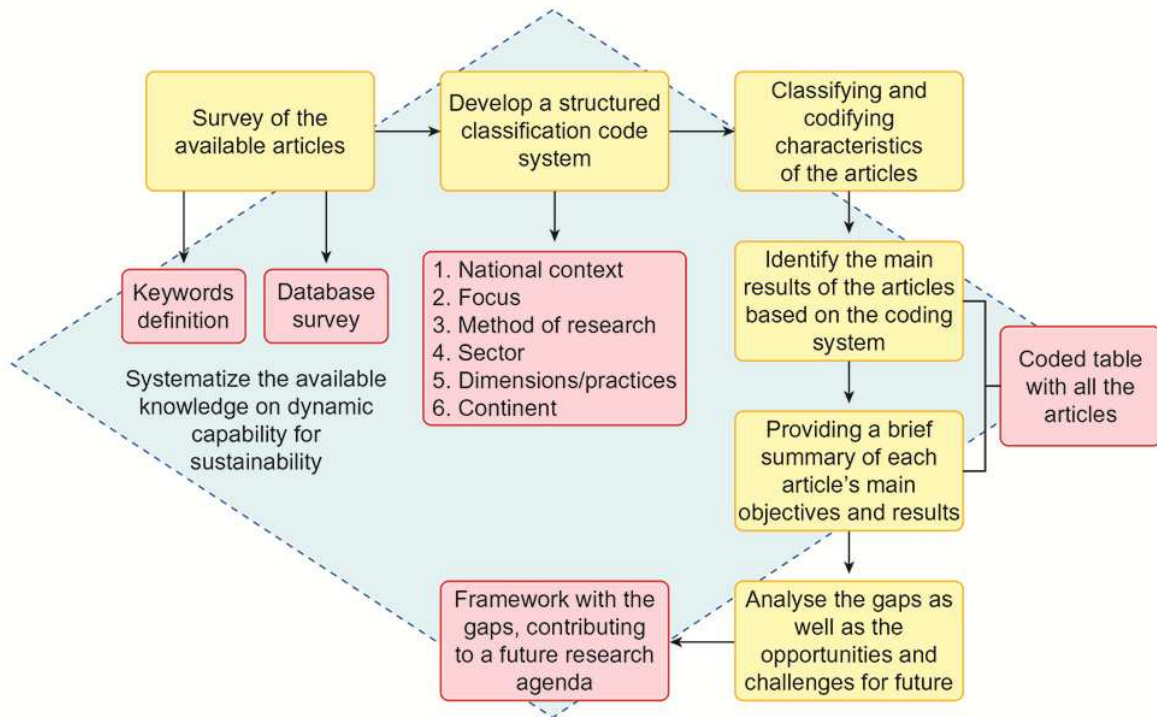 Survey of the
available articles
Develop a structured
classification code
system
Classifying and
codifying
characteristics
of the articles
Keywords
definition
Database
survey
1. National context
2. Focus
3. Method of research
4. Sector
5. Dimensions/practices
6. Continent
Identify the main
results of the articles
based on the coding
system
Coded table
with all the
articles
Systematize the available
knowledge on dynamic
capability for
sustainability
Providing a brief
summary of each
article's main
objectives and results
Framework with the
gaps, contributing
to a future research
agenda
Analyse the gaps as
well as the
opportunities and
challenges for future